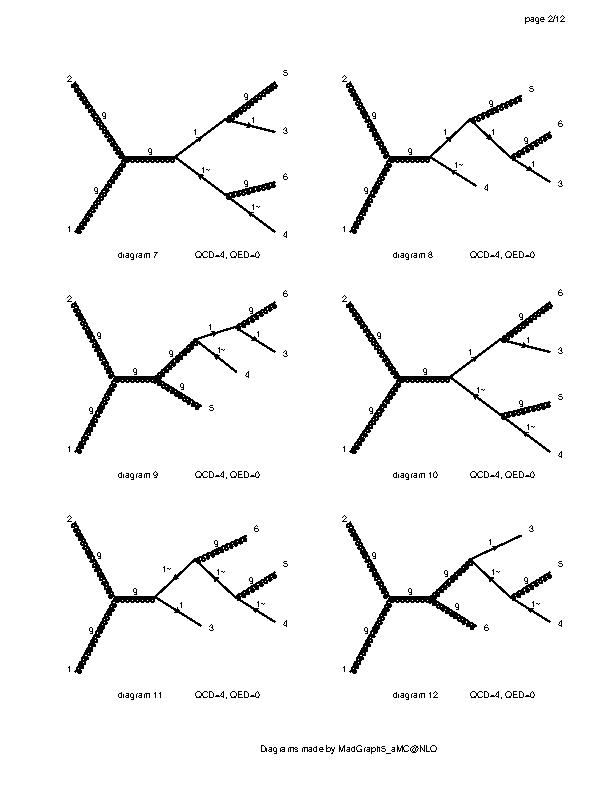 page 2/12
2 g g 1 g 1 1~ g 5 1 3 g 6 1~ 4
diagram 7 QCD=4, QED=0
2 g g 1 g 1 1~ 4 g 5 1 g 6 1 3
diagram 8 QCD=4, QED=0
2 g g 1 g g g 5 1 1~ 4 g 6 1 3
diagram 9 QCD=4, QED=0
2 g g 1 g 1 1~ g 6 1 3 g 5 1~ 4
diagram 10 QCD=4, QED=0
2 g g 1 g 1~ 1 3 g 6 1~ g 5 1~ 4
diagram 11 QCD=4, QED=0
2 g g 1 g g g 6 1 3 1~ g 5 1~ 4
diagram 12 QCD=4, QED=0
Diagrams made by MadGraph5_aMC@NLO